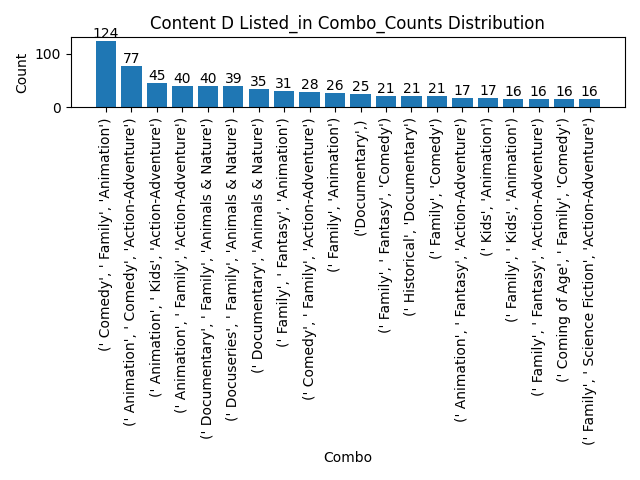 Content D Listed_in Combo_Counts Distribution
Count
100
0
124
77
45
40
40
39
35
31
28
26
25
21
21
21
17
17
16
16
16
16
(' Comedy', ' Family', 'Animation')
(' Animation', ' Comedy', 'Action-Adventure')
(' Animation', ' Kids', 'Action-Adventure')
(' Animation', ' Family', 'Action-Adventure')
(' Documentary', ' Family', 'Animals & Nature')
(' Docuseries', ' Family', 'Animals & Nature')
(' Documentary', 'Animals & Nature')
(' Family', ' Fantasy', 'Animation')
(' Comedy', ' Family', 'Action-Adventure')
(' Family', 'Animation')
('Documentary',)
(' Family', ' Fantasy', 'Comedy')
(' Historical', 'Documentary')
(' Family', 'Comedy')
(' Animation', ' Fantasy', 'Action-Adventure')
(' Kids', 'Animation')
(' Family', ' Kids', 'Animation')
(' Family', ' Fantasy', 'Action-Adventure')
(' Coming of Age', ' Family', 'Comedy')
(' Family', ' Science Fiction', 'Action-Adventure')
Combo